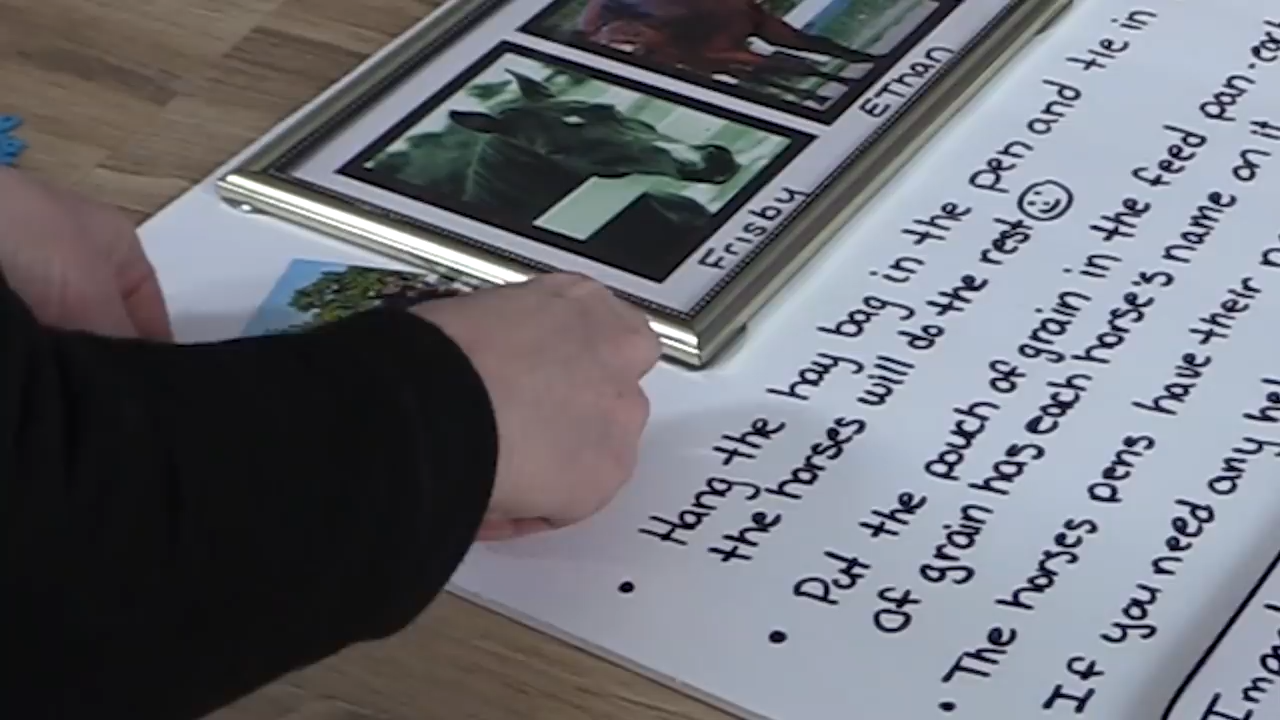 Ethan
Frisby
• Hang the hay bag in the pen and tie in
the horses will do the rest
• Put the pouch of grain in the feed pan - each
of grain has each horse's name on it
• The horses pens have their
If you need any